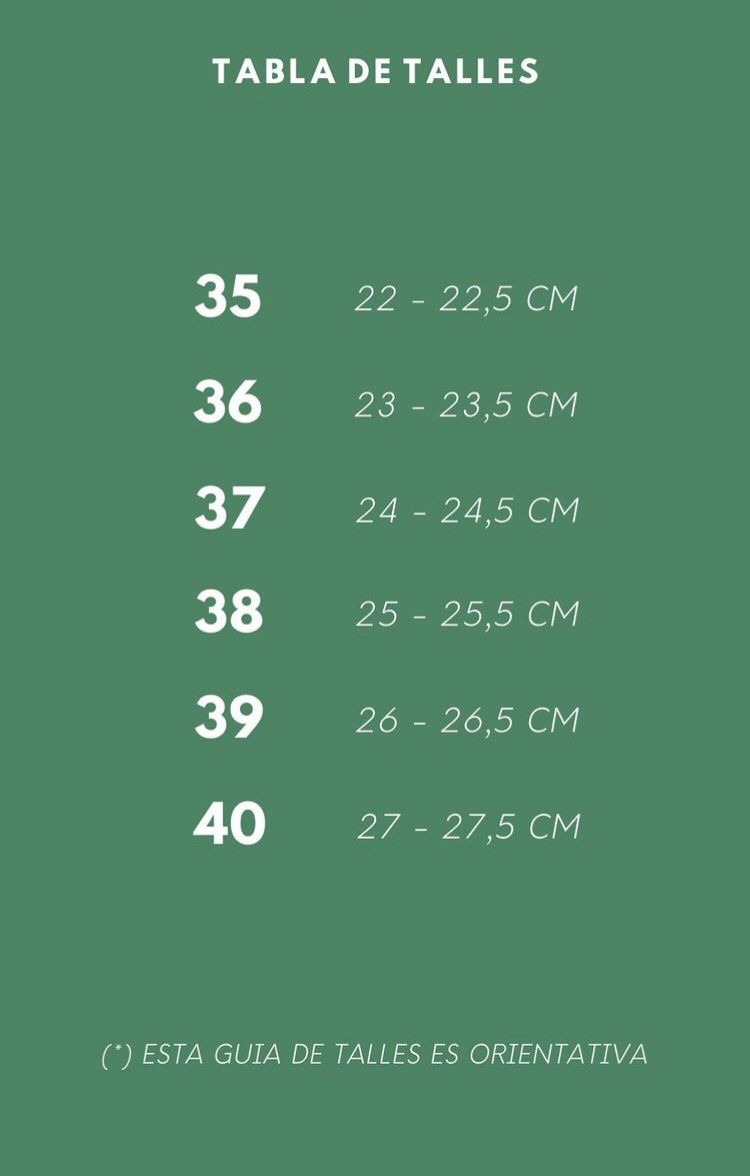 TABLA DE TALLES
35 22 - 22,5 CM
36 23 - 23,5 CM
37 24 - 24,5 CM
38 25 - 25,5 CM
39 26 - 26,5 CM
40 27 - 27,5 CM
(*) ESTA GUIA DE TALLES ES ORIENTATIVA